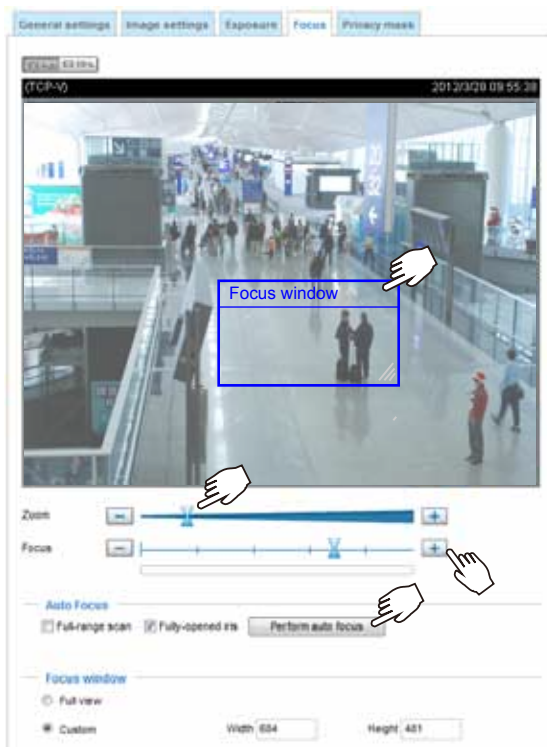 General settings Image settings Exposure Focus Privacy mask
(TCP-V) 2012/3/20 09:55:38
Focus window
Zoom
Focus
Auto Focus
Full-range scan Fully-opened iris Perform auto focus
Focus window
Full view
Custom Width 684 Height 481